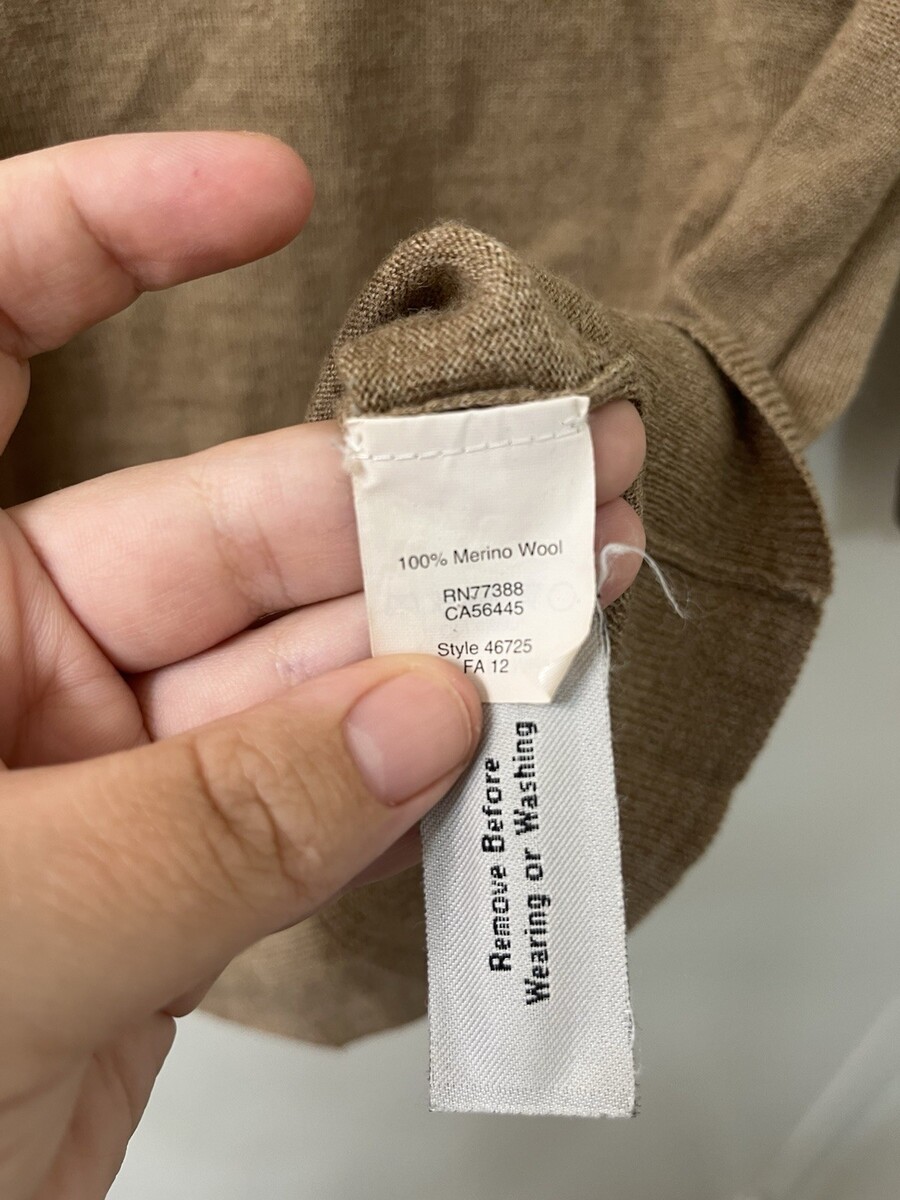 100% Merino Wool
RN77388
CA56445
Style 46725
FA 12
Remove Before
Wearing or Washing